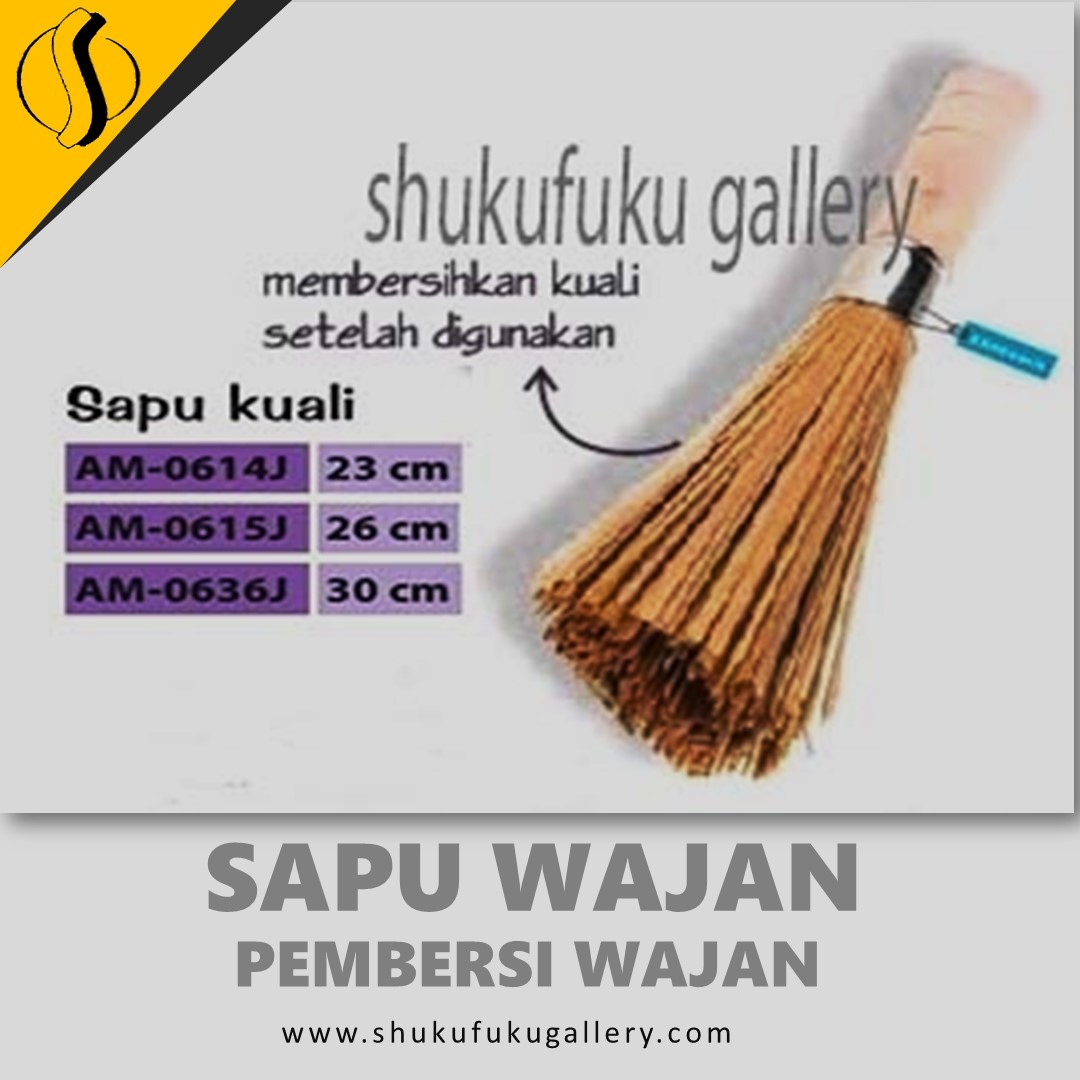 shukufuku gallery
membersihkan kuali
setelah digunakan
Sapu kuali
AM-0614J 23 cm
AM-0615J 26 cm
AM-0636J 30 cm
SAPU WAJAN
PEMBERSI WAJAN
www.shukufukugallery.com